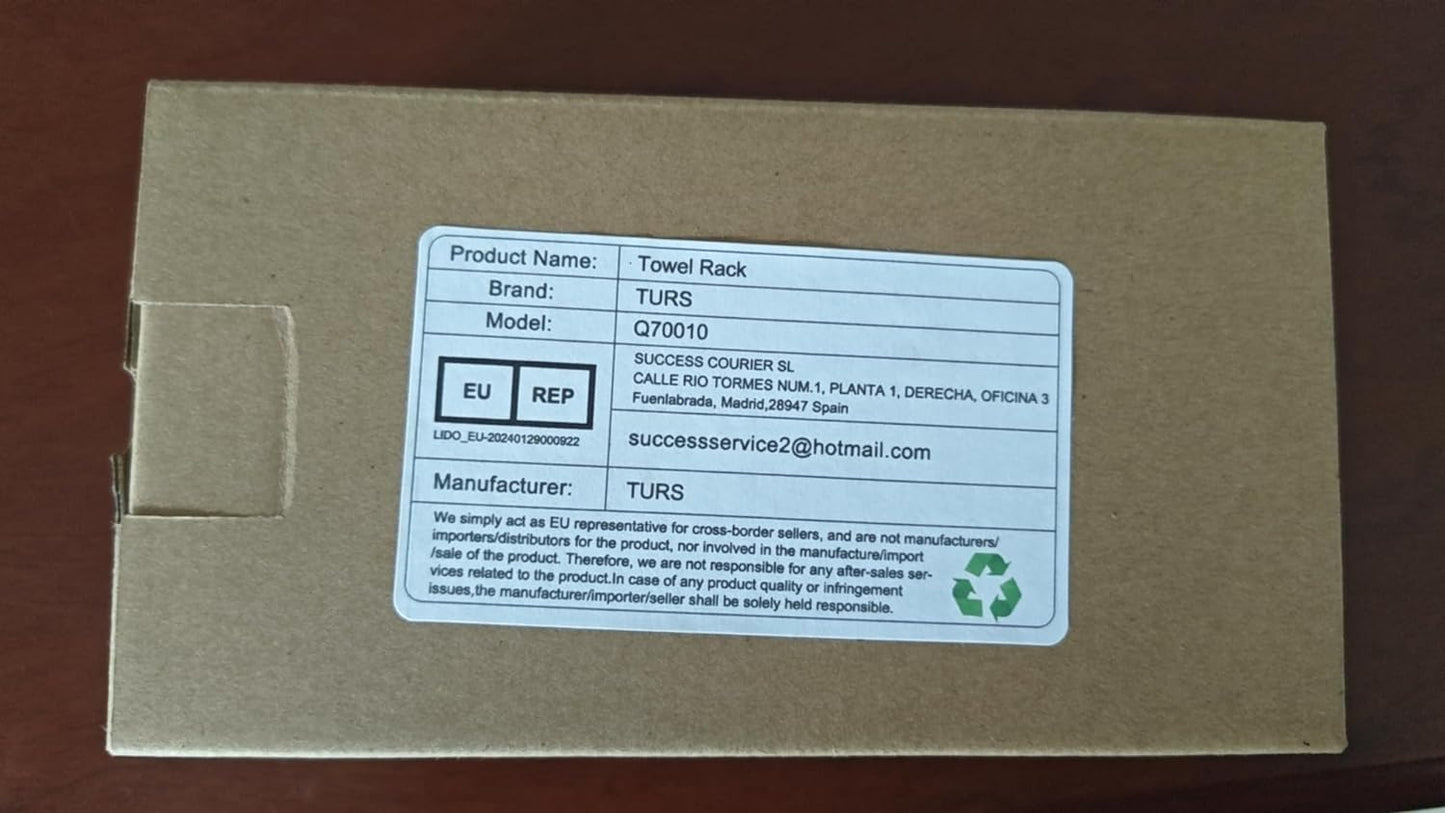 Product Name: Towel Rack
Brand: TURS
Model: Q70010
EU REP
LIDO_EU-20240129000922
SUCCESS COURIER SL
CALLE RIO TORMES NUM.1, PLANTA 1, DERECHA, OFICINA 3
Fuenlabrada, Madrid,28947 Spain
successservice2@hotmail.com
Manufacturer: TURS
We simply act as EU representative for cross-border sellers, and are not manufacturers/
importers/distributors for the product, nor involved in the manufacture/import
/sale of the product. Therefore, we are not responsible for any after-sales ser-
vices related to the product.In case of any product quality or infringement
issues,the manufacturer/importer/seller shall be solely held responsible.